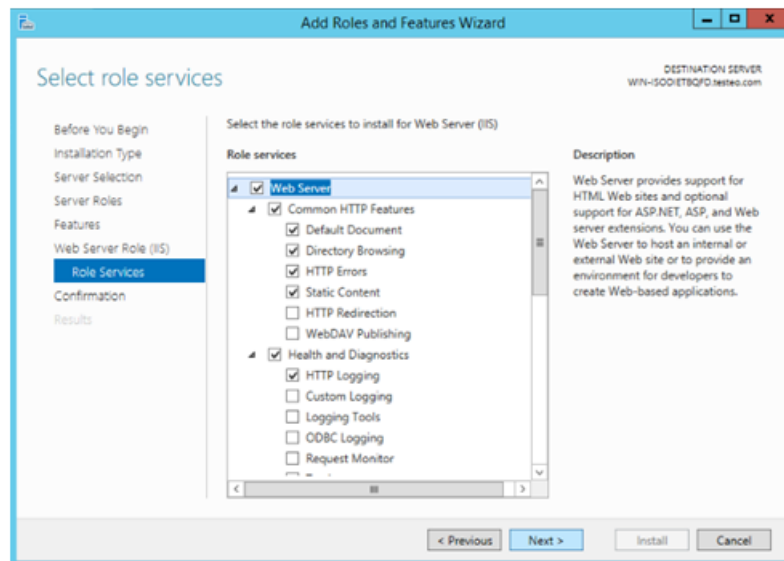 Add Roles and Features Wizard
Select role services
DESTINATION SERVER
WIN-ISODIETBQFD.testeo.com
Before You Begin
Installation Type
Server Selection
Server Roles
Features
Web Server Role (IIS)
Role Services
Confirmation
Results
Select the role services to install for Web Server (IIS)
Role services
Web Server
Common HTTP Features
Default Document
Directory Browsing
HTTP Errors
Static Content
HTTP Redirection
WebDAV Publishing
Health and Diagnostics
HTTP Logging
Custom Logging
Logging Tools
ODBC Logging
Request Monitor
Description
Web Server provides support for
HTML Web sites and optional
support for ASP.NET, ASP, and Web
server extensions. You can use the
Web Server to host an internal or
external Web site or to provide an
environment for developers to
create Web-based applications.
< Previous
Next >
Install
Cancel